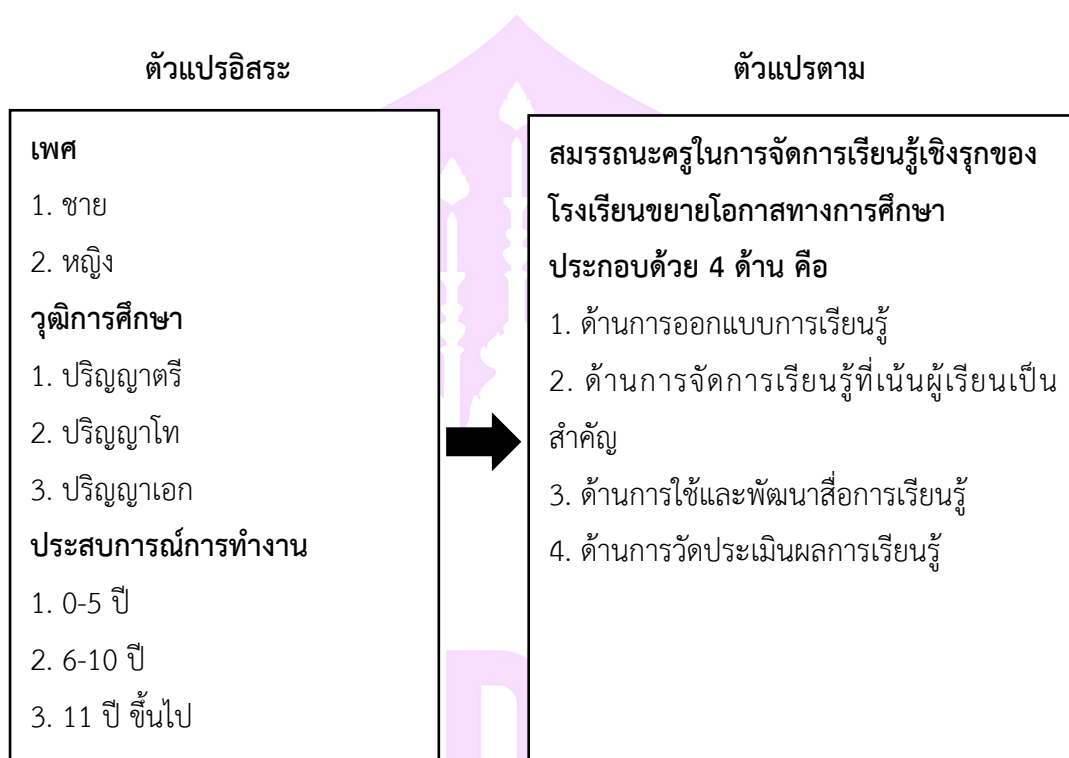 ตัวแปรอิสระ
เพศ
1. ชาย
2. หญิง
วุฒิการศึกษา
1. ปริญญาตรี
2. ปริญญาโท
3. ปริญญาเอก
ประสบการณ์การทำงาน
1. 0-5 ปี
2. 6-10 ปี
3. 11 ปี ขึ้นไป
ตัวแปรตาม
สมรรถนะครูในการจัดการเรียนรู้เชิงรุกของ
โรงเรียนขยายโอกาสทางการศึกษา
ประกอบด้วย 4 ด้าน คือ
1. ด้านการออกแบบการเรียนรู้
2. ด้านการจัดการเรียนรู้ที่เน้นผู้เรียนเป็น
สำคัญ
3. ด้านการใช้และพัฒนาสื่อการเรียนรู้
4. ด้านการวัดประเมินผลการเรียนรู้